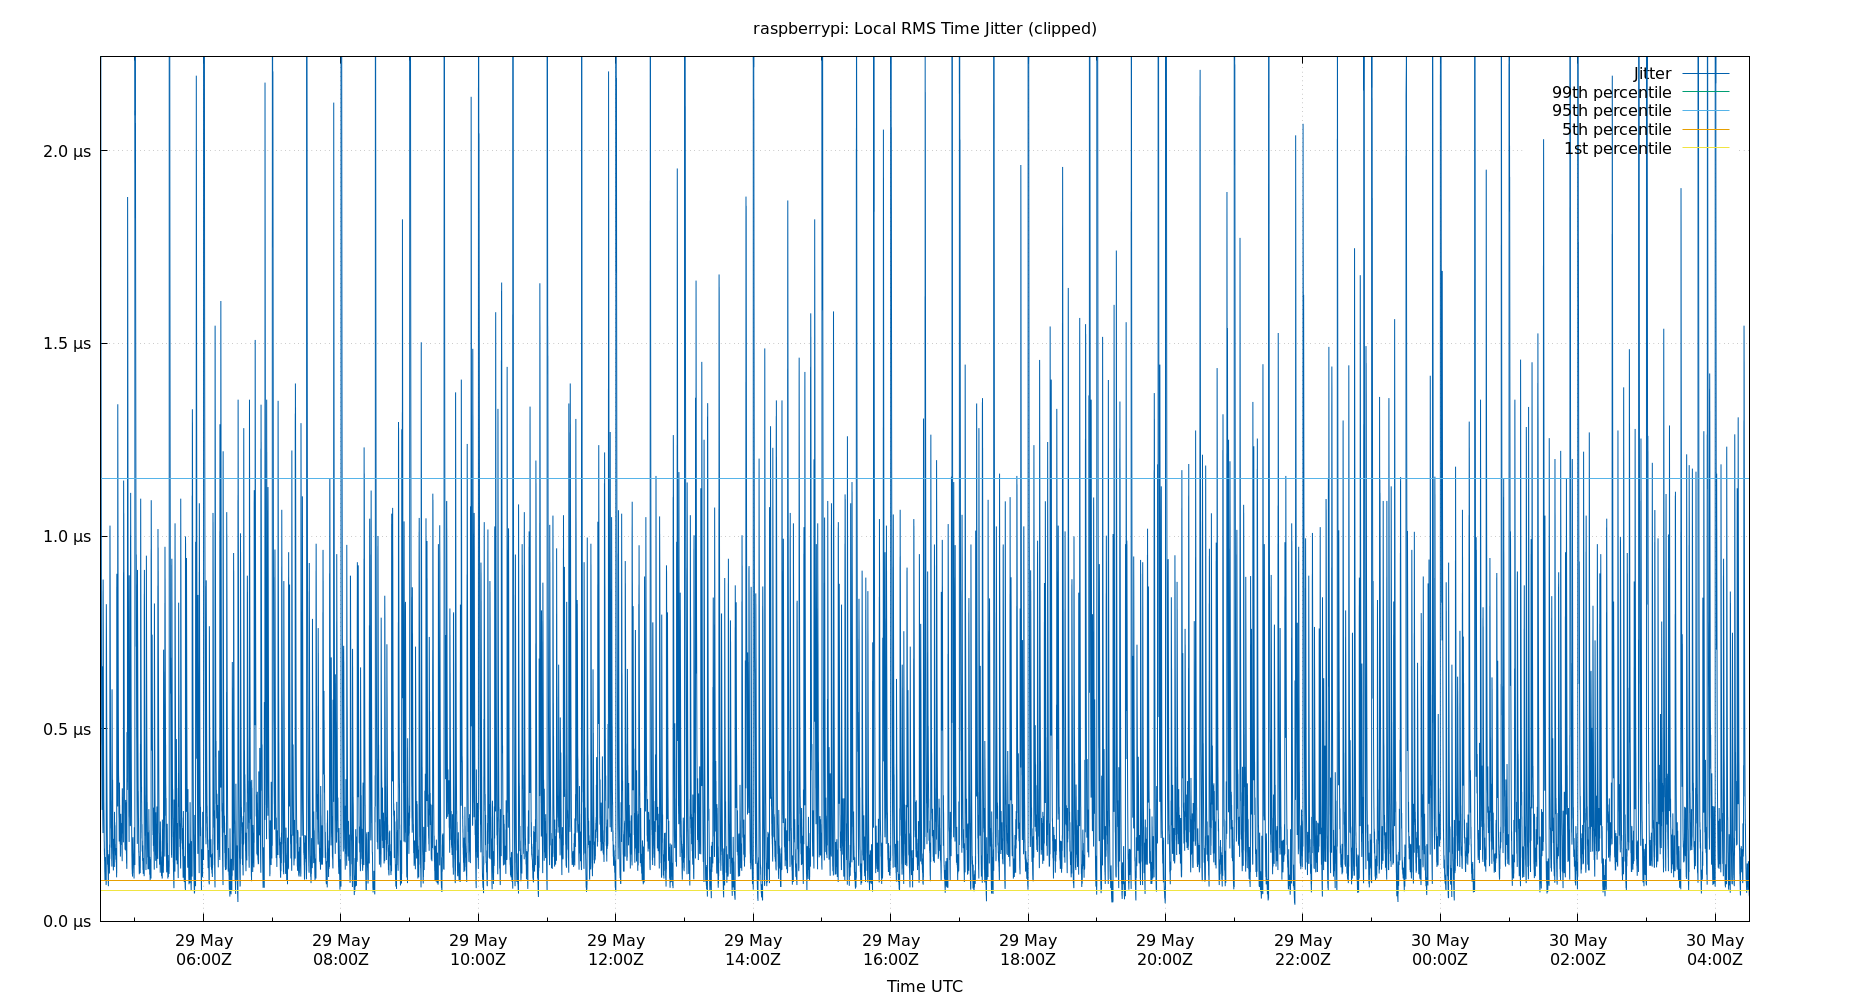 raspberrypi: Local RMS Time Jitter (clipped)
Jitter
99th percentile
95th percentile
5th percentile
1st percentile
2.0 µs
1.5 µs
1.0 µs
0.5 µs
0.0 µs
29 May 29 May 29 May 29 May 29 May 29 May 29 May 29 May 29 May 30 May 30 May 30 May
06:00Z 08:00Z 10:00Z 12:00Z 14:00Z 16:00Z 18:00Z 20:00Z 22:00Z 00:00Z 02:00Z 04:00Z
Time UTC